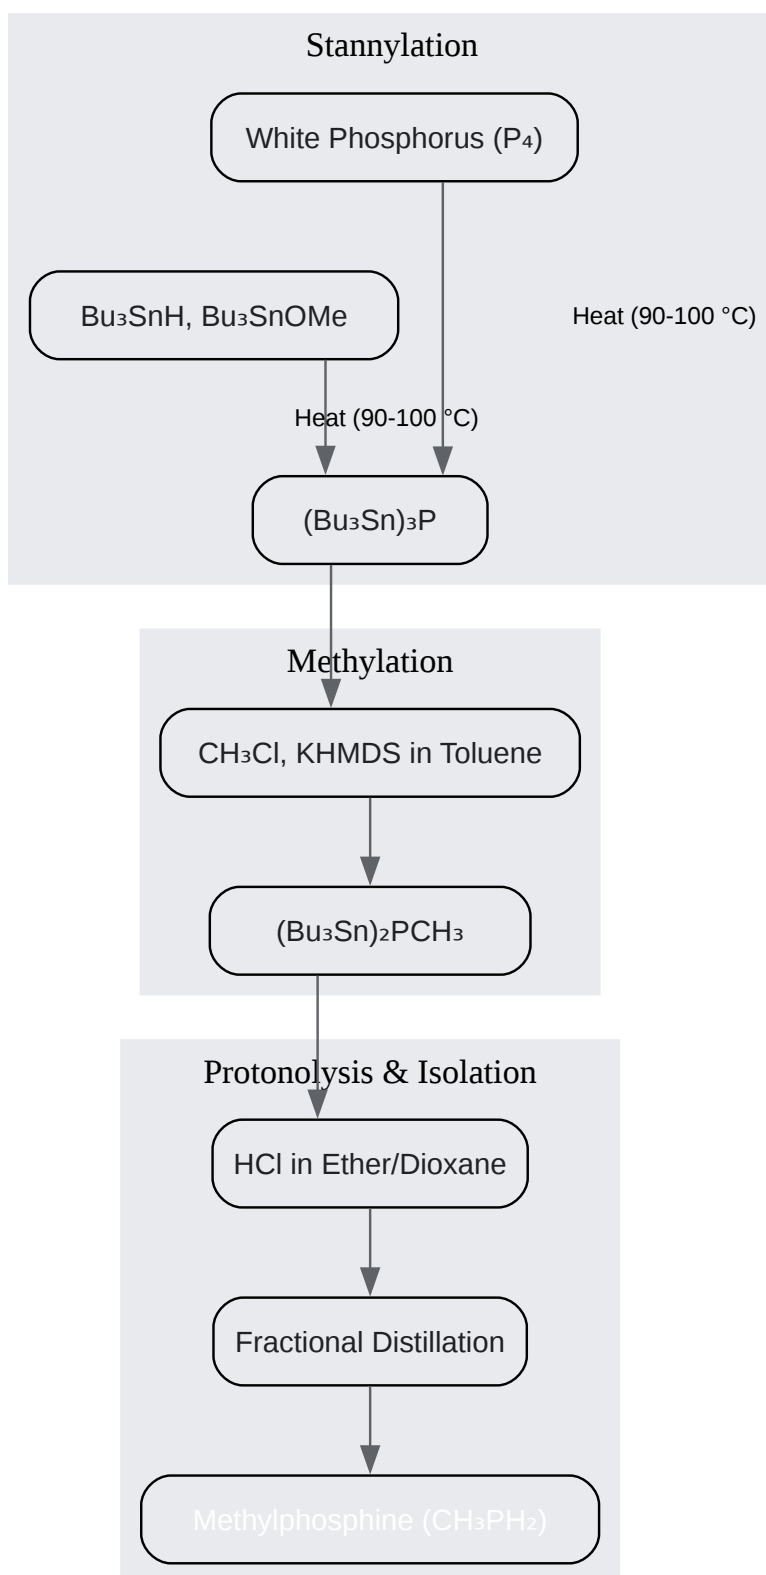 Stannylation
White Phosphorus (P₄)
Bu₃SnH, Bu₃SnOMe
Heat (90-100 °C)
Heat (90-100 °C)
(Bu₃Sn)₃P
Methylation
CH₃Cl, KHMDS in Toluene
(Bu₃Sn)₂PCH₃
Protonolysis & Isolation
HCl in Ether/Dioxane
Fractional Distillation
Methylphosphine (CH₃PH₂)